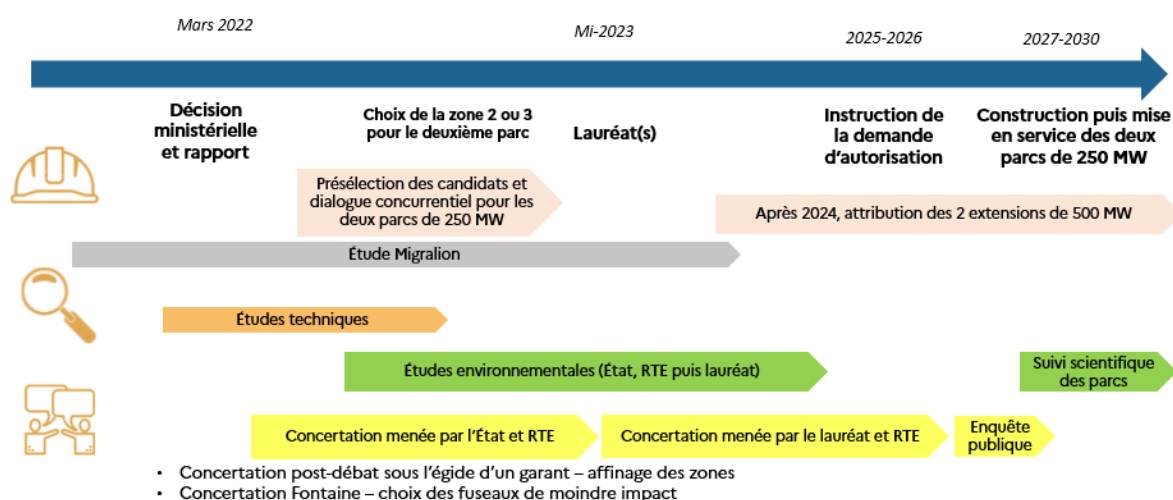 Mars 2022
Mi-2023
2025-2026
2027-2030
Décision
ministérielle
et rapport
Choix de la zone 2 ou 3
pour le deuxième parc
Lauréat(s)
Instruction de
la demande
d'autorisation
Construction puis mise
en service des deux
parcs de 250 MW
Présélection des candidats et
dialogue concurrentiel pour les
deux parcs de 250 MW
Après 2024, attribution des 2 extensions de 500 MW
Étude Migralion
Études techniques
Études environnementales (État, RTE puis lauréat)
Suivi scientifique
des parcs
Concertation menée par l'État et RTE
Concertation menée par le lauréat et RTE
Enquête
publique
• Concertation post-débat sous l'égide d'un garant – affinage des zones
• Concertation Fontaine – choix des fuseaux de moindre impact